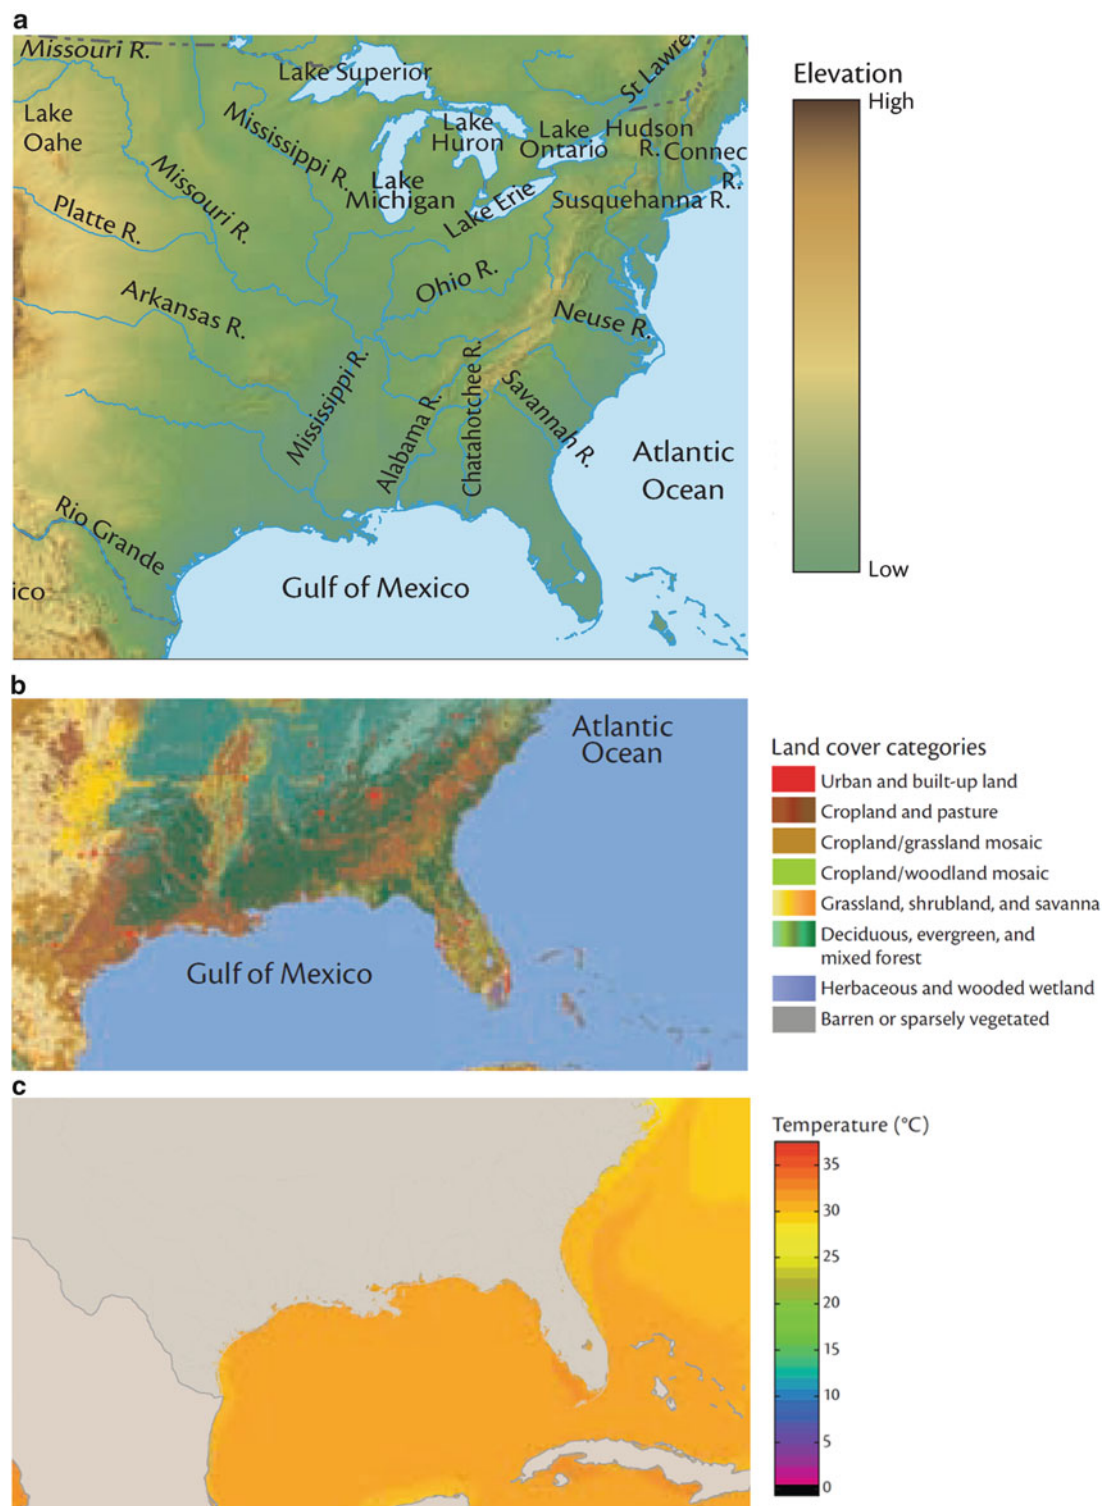 a
Missouri R.
Lake Superior
St Lawre.
Lake
Oahe
Mississippi R.
Lake
Huron
Lake
Ontario
Hudson
R.
Connec
R.
Missouri R.
Lake
Michigan
Lake Erie
Susquehanna R.
Platte R.
Ohio R.
Arkansas R.
Neuse R.
Mississippi R.
Alabama R.
Chatahotchee R.
Savannah R.
Atlantic
Ocean
Rio Grande
ico
Gulf of Mexico
Elevation
High
Low
b
Atlantic
Ocean
Gulf of Mexico
Land cover categories
Urban and built-up land
Cropland and pasture
Cropland/grassland mosaic
Cropland/woodland mosaic
Grassland, shrubland, and savanna
Deciduous, evergreen, and
mixed forest
Herbaceous and wooded wetland
Barren or sparsely vegetated
c
Temperature (°C)
35
30
25
20
15
10
5
0